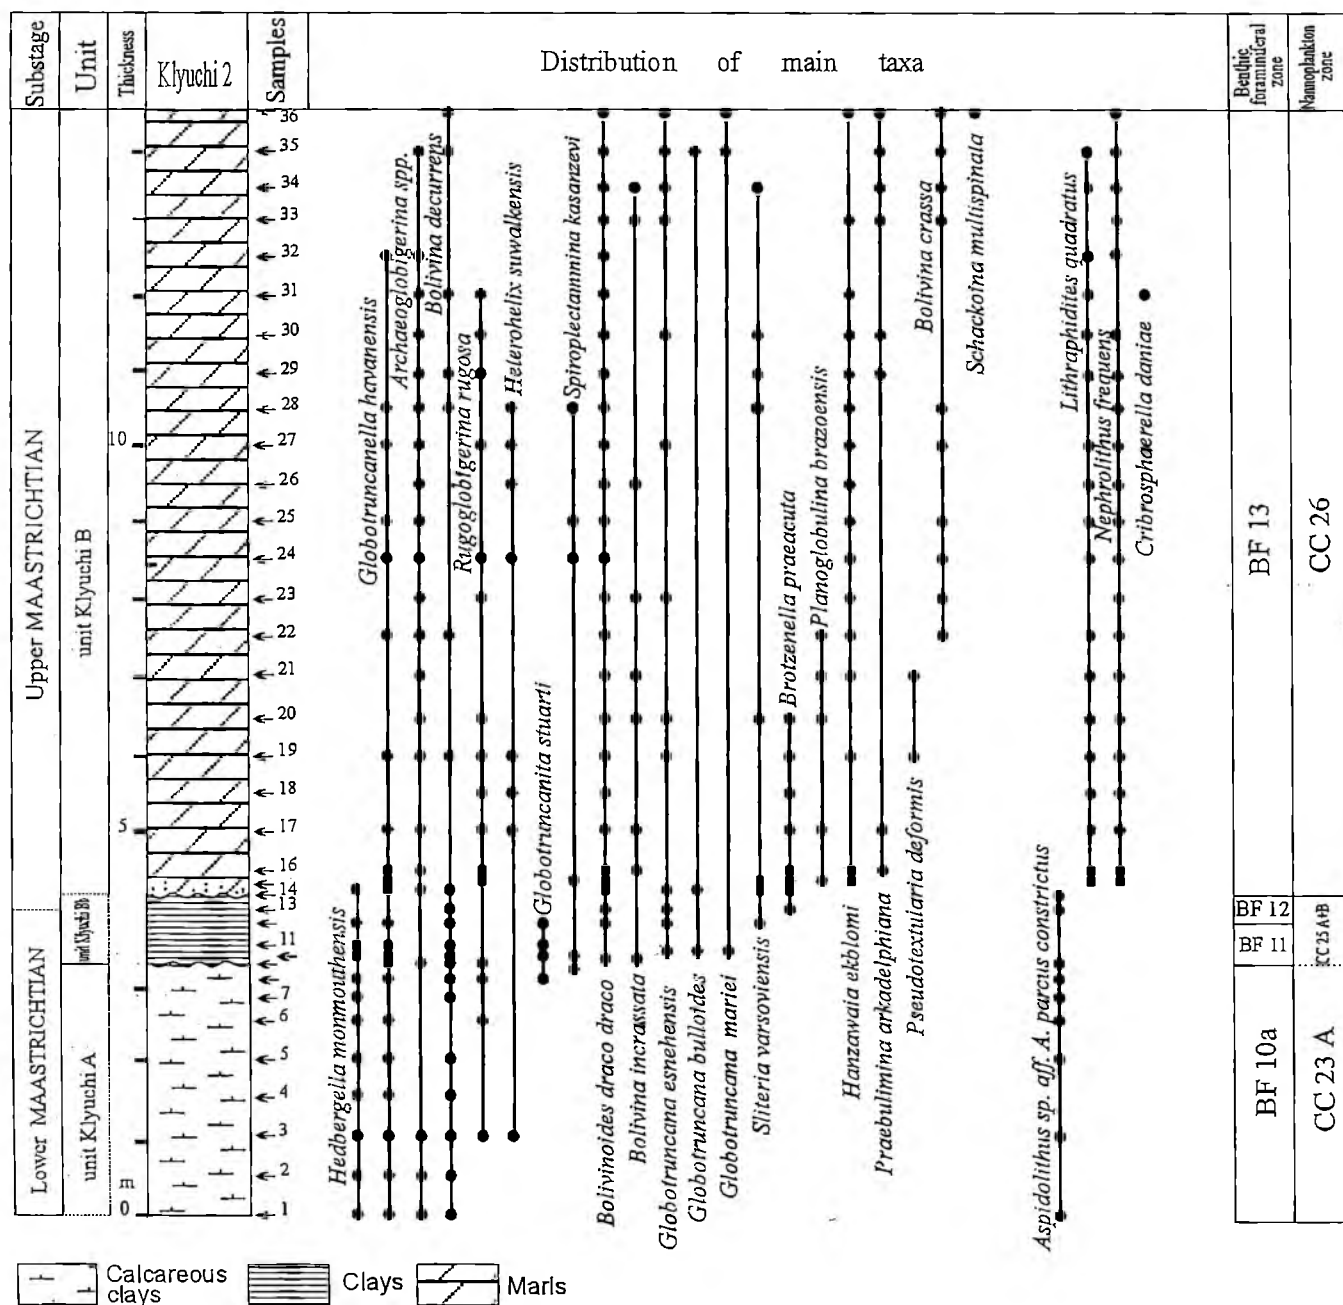 Substage
Unit
Thickness
Klyuchi 2
Samples
Distribution of main taxa
Benthic
foraminiferal
zone
Nannoplankton
zone
Upper MAASTRICHTIAN
Lower MAASTRICHTIAN
unit Klyuchi B
unit Klyuchi A
10
5
m
0
36
35
34
33
32
31
30
29
28
27
26
25
24
23
22
21
20
19
18
17
16
14
13
11
7
6
5
4
3
2
1
Hedbergella monmouthensis
Globotruncanella havanensis
Archaeoglobigerina spp.
Bolivina decurrens
Rugoglobigerina rugosa
Heterohelix suwalkensis
Globotruncanita stuarti
Spiroplectammina kasanzevi
Bolivinoides draco draco
Bolivina incrassata
Globotruncana esnehensis
Globotruncana bulloides
Globotruncana mariei
Sliteria varsoviensis
Brotzenella praeacuta
Planoglobulina brazoensis
Hanzawaia ekblomi
Praebulimina arkadelphiana
Pseudotextularia deformis
Bolivina crassa
Schackoina multispinata
Aspidolithus sp. aff. A. parcus constrictus
Lithraphidites quadratus
Nephrolithus frequens
Cribrosphaerella daniae
BF 13
BF 12
BF 11
BF 10a
CC 26
CC 25 A+B
CC 23 A
Calcareous
clays
Clays
Marls